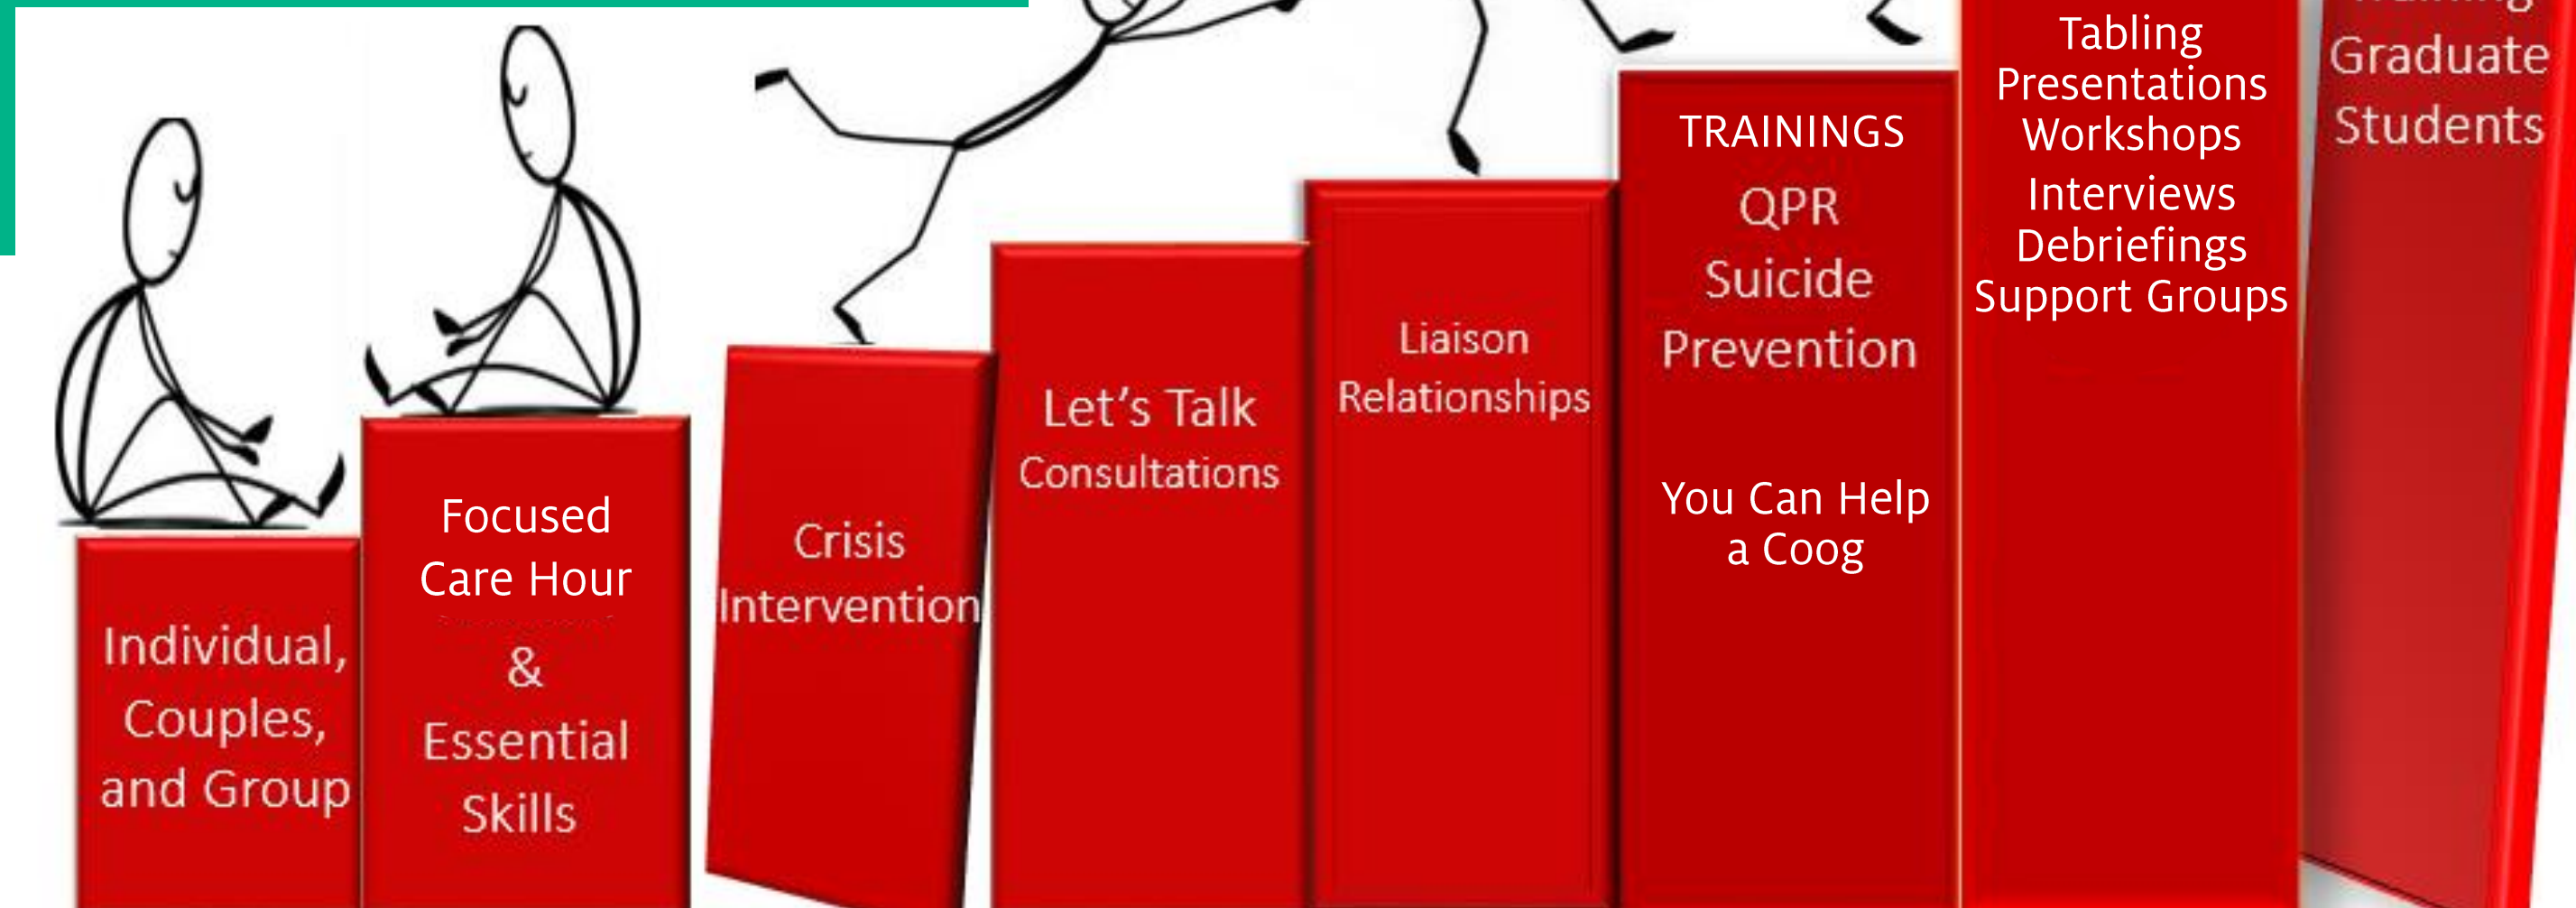 Individual,
Couples,
and Group
Focused
Care Hour
&
Essential
Skills
Crisis
Intervention
Let's Talk
Consultations
Liaison
Relationships
TRAININGS
QPR
Suicide
Prevention
You Can Help
a Coog
Tabling
Presentations
Workshops
Interviews
Debriefings
Support Groups
Graduate
Students